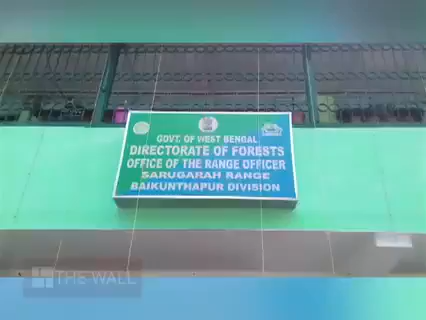 GOVT. OF WEST BENGAL
DIRECTORATE OF FORESTS
OFFICE OF THE RANGE OFFICER
SARUGARAH RANGE
BAIKUNTHAPUR DIVISION
THE WALL